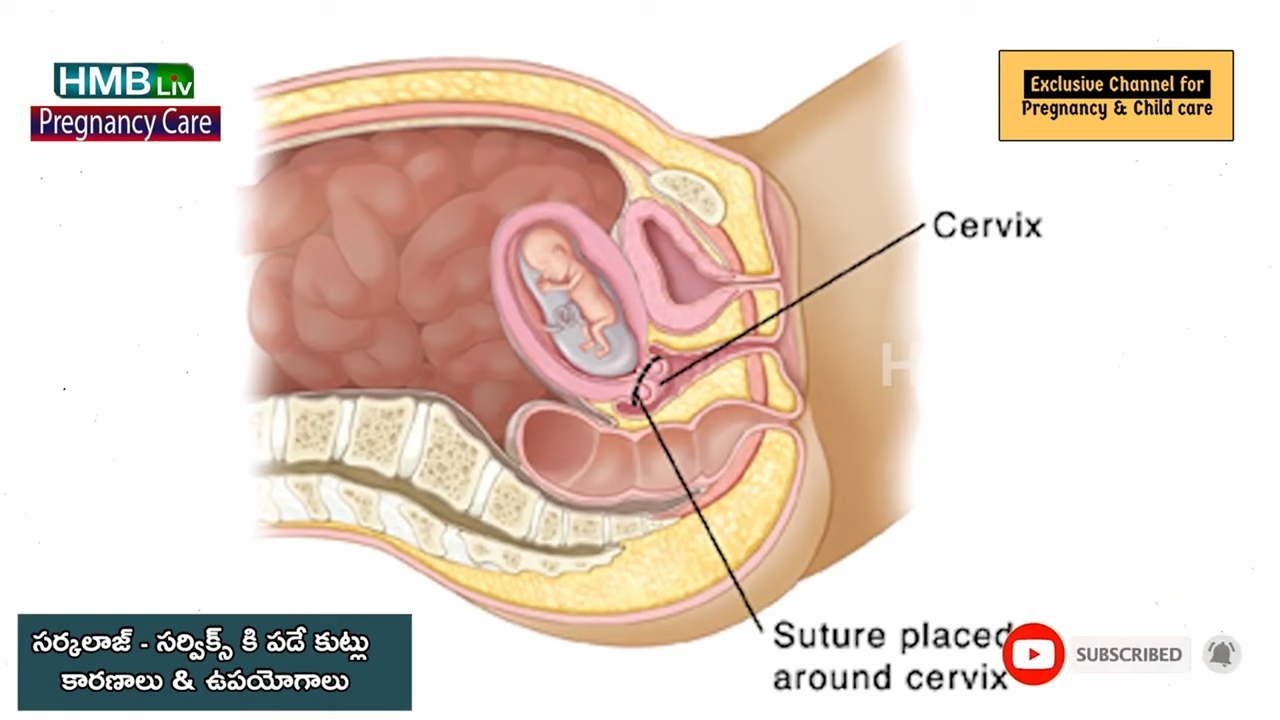 HMB Liv
Pregnancy Care
Exclusive Channel for
Pregnancy & Child care
Cervix
H
Suture placed
around cervix
SUBSCRIBED
సర్కలాజ్ - సర్విక్స్ కి పడే కుట్లు
కారణాలు & ఉపయోగాలు